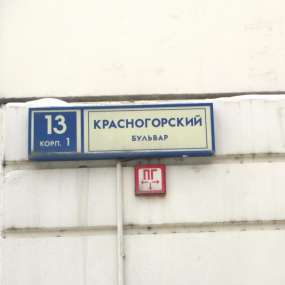 13
КОРП. 1
КРАСНОГОРСКИЙ
БУЛЬВАР
ПГ